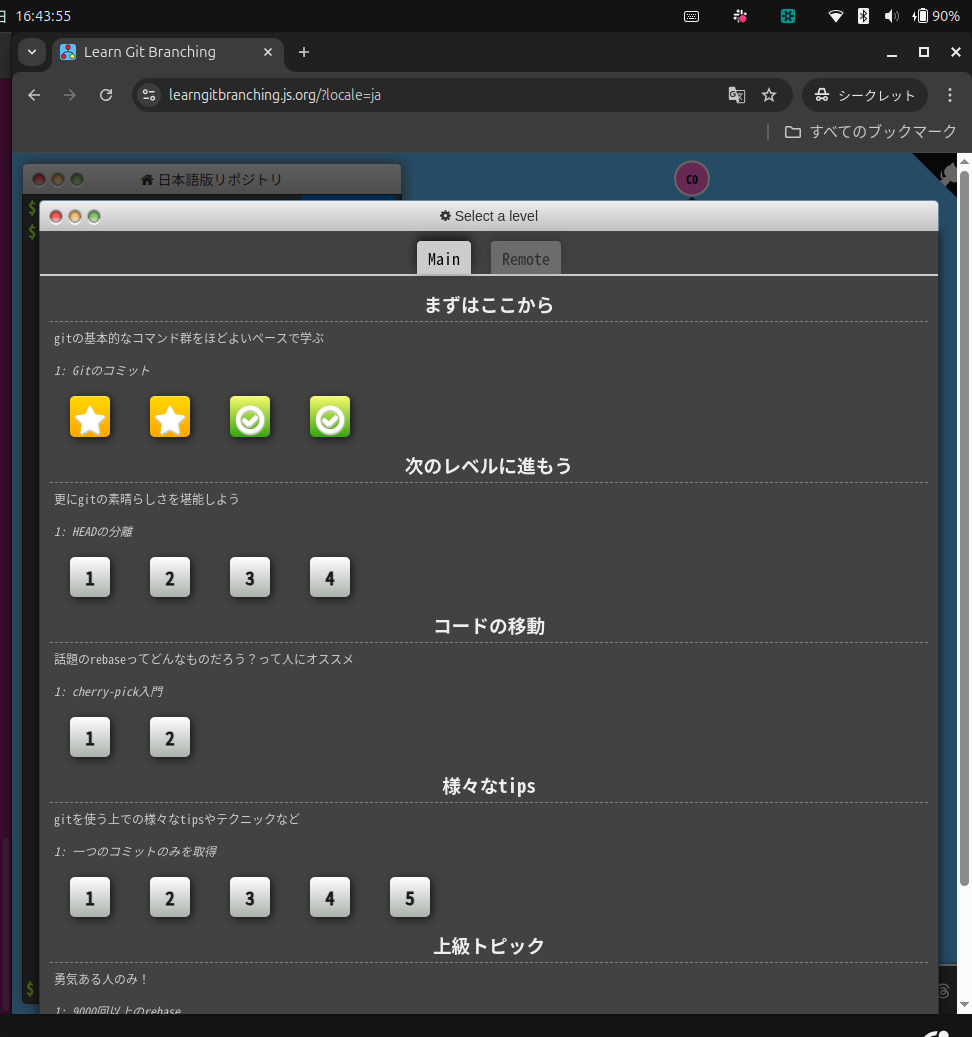 日 16:43:55
90%
Learn Git Branching
learngitbranching.js.org/?locale=ja
シークレット
すべてのブックマーク
日本語版リポジトリ
C0
$
$
Select a level
Main
Remote
まずはここから
gitの基本的なコマンド群をほどよいペースで学ぶ
1: Gitのコミット
次のレベルに進もう
更にgitの素晴らしさを堪能しよう
1: HEADの分離
1 2 3 4
コードの移動
話題のrebaseってどんなものだろう？って人にオススメ
1: cherry-pick入門
1 2
様々なtips
gitを使う上での様々なtipsやテクニックなど
1: 一つのコミットのみを取得
1 2 3 4 5
上級トピック
勇気ある人のみ！
$
1: 9000回以上のrebase